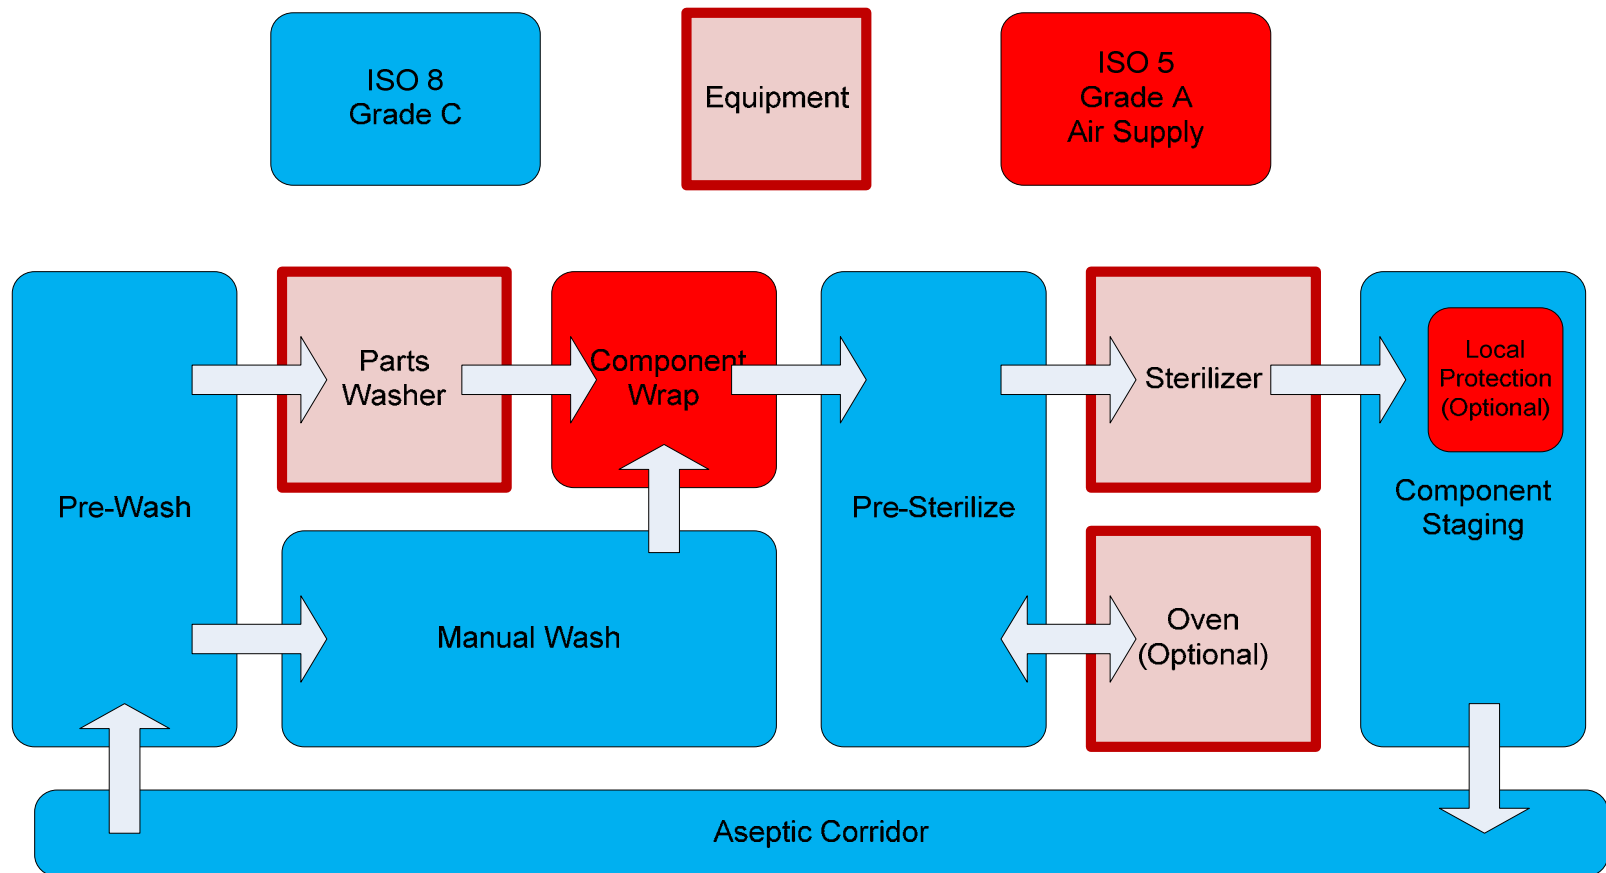 ISO 8
Grade C
Equipment
ISO 5
Grade A
Air Supply
Pre-Wash
Parts
Washer
Component
Wrap
Manual Wash
Pre-Sterilize
Sterilizer
Oven
(Optional)
Local
Protection
(Optional)
Component
Staging
Aseptic Corridor